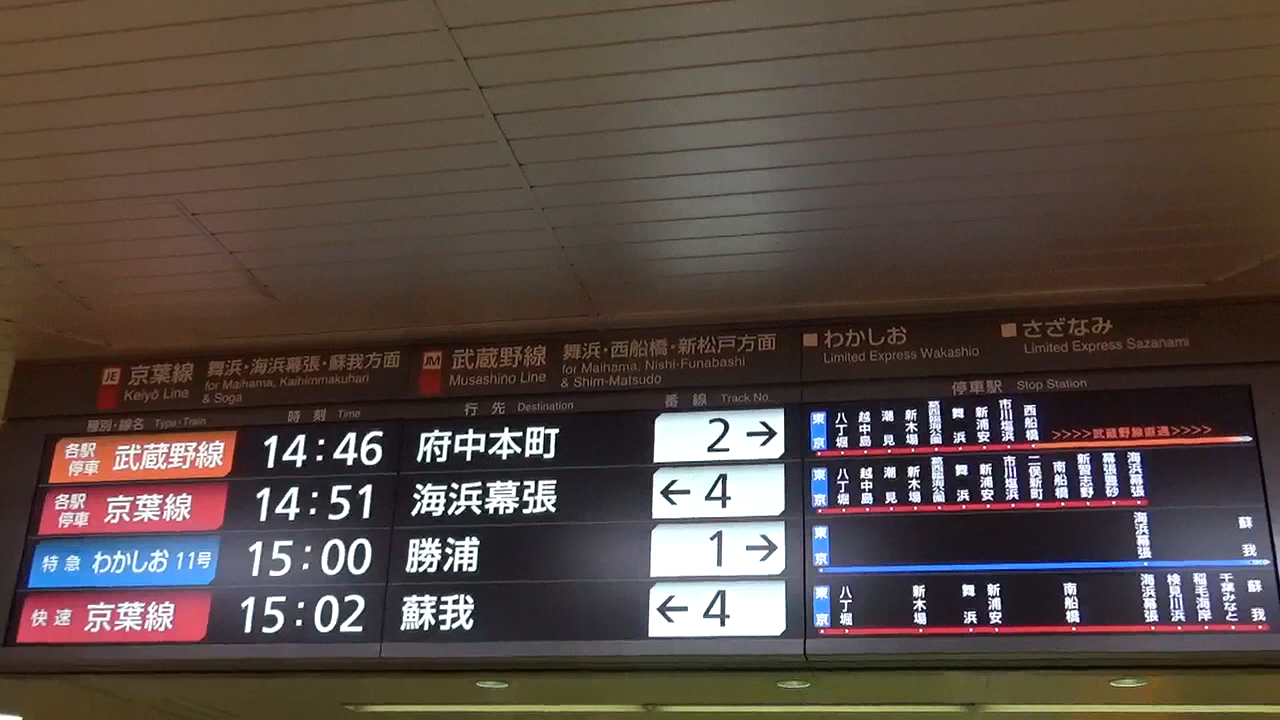 JE 京葉線 舞浜・海浜幕張・蘇我方面
Keiyō Line for Maihama, Kaihimmakuhari & Soga
JM 武蔵野線 舞浜・西船橋・新松戸方面
Musashino Line for Maihama, Nishi-Funabashi & Shim-Matsudo
わかしお
Limited Express Wakashio
さざなみ
Limited Express Sazanami
種別・線名 Type・Train 時刻 Time 行先 Destination 番線 Track No. 停車駅 Stop Station
各駅停車 武蔵野線 14:46 府中本町 2→
東京 八丁堀 越中島 潮見 新木場 葛西臨海公園 舞浜 新浦安 市川塩浜 西船橋 >>>>武蔵野線直通>>>>
各駅停車 京葉線 14:51 海浜幕張 ←4
東京 八丁堀 越中島 潮見 新木場 葛西臨海公園 舞浜 新浦安 市川塩浜 二俣新町 南船橋 新習志野 幕張豊砂 海浜幕張
特急 わかしお 11号 15:00 勝浦 1→
東京 海浜幕張 蘇我
快速 京葉線 15:02 蘇我 ←4
東京 八丁堀 新木場 舞浜 新浦安 南船橋 海浜幕張 検見川浜 稲毛海岸 千葉みなと 蘇我